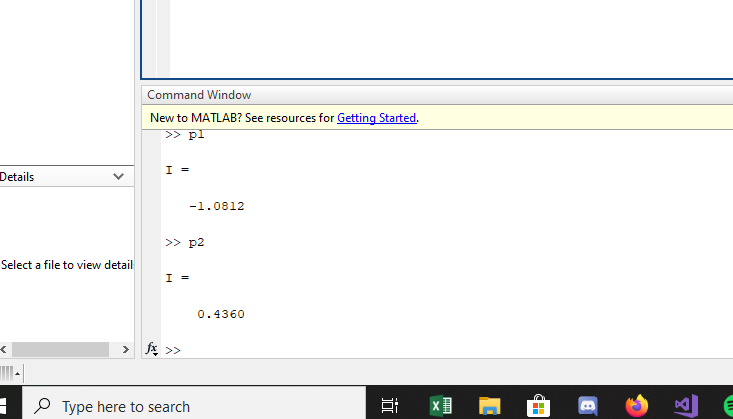 Command Window
New to MATLAB? See resources for Getting Started.
>> p1
I =
-1.0812
>> p2
I =
0.4360
fx >>
Details
Select a file to view detail
Type here to search